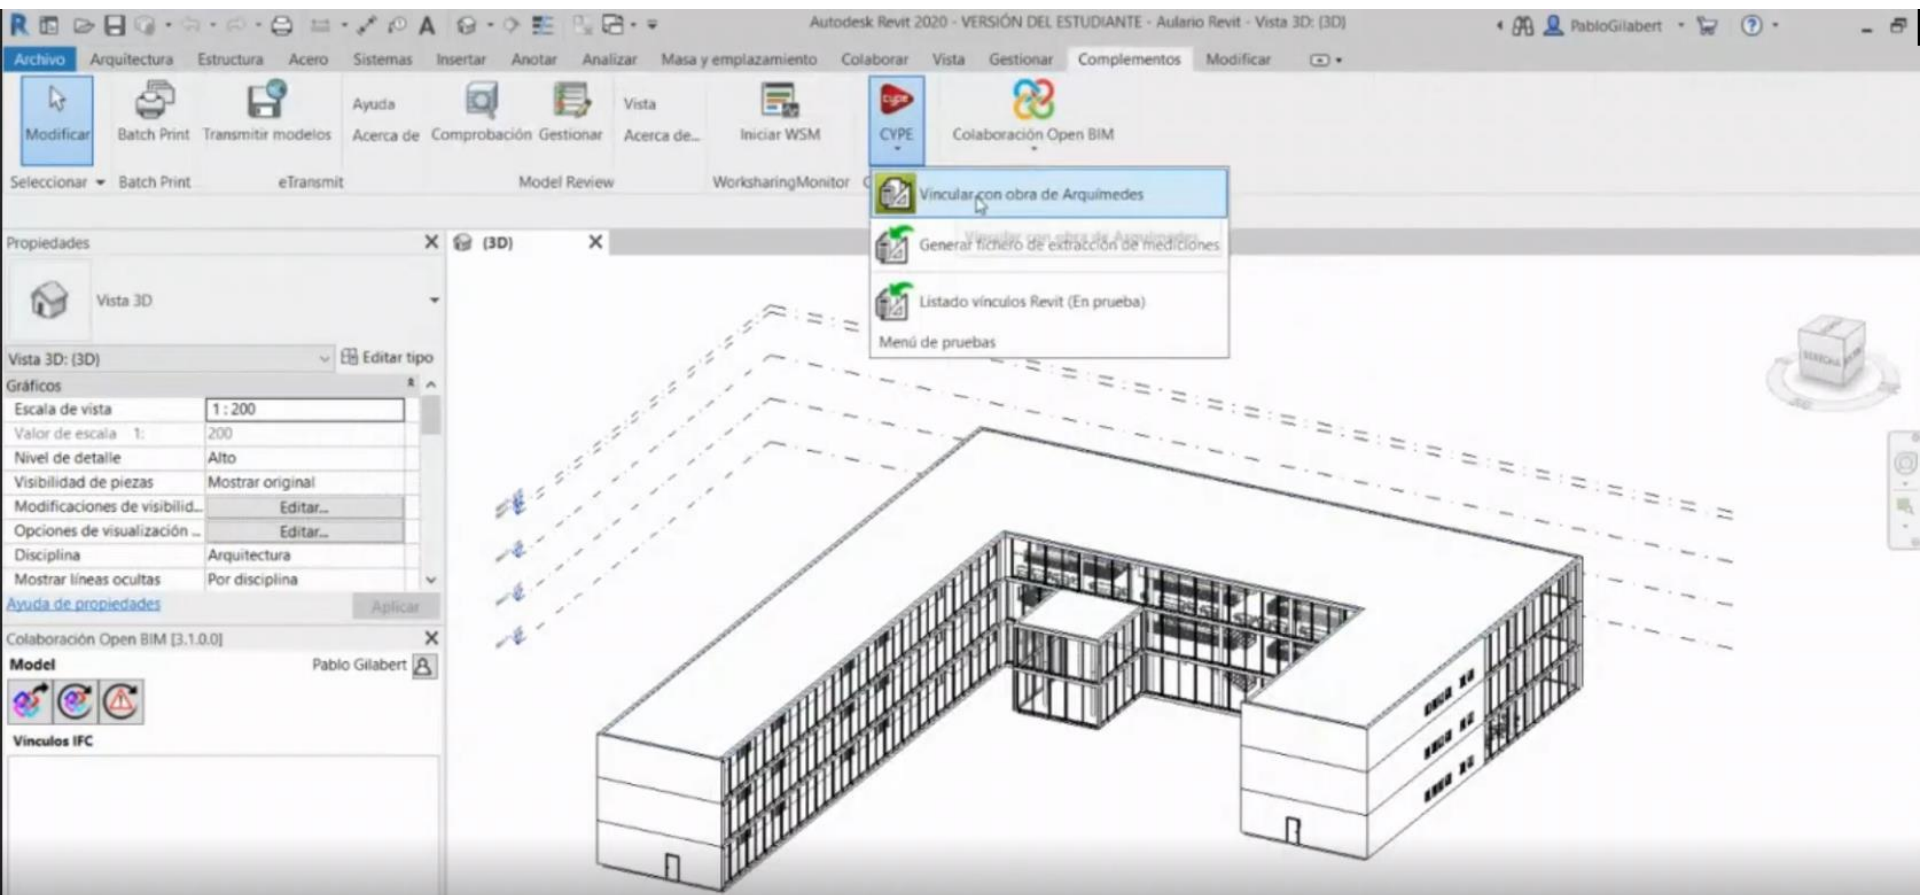 Autodesk Revit 2020 - VERSIÓN DEL ESTUDIANTE - Aulario Revit - Vista 3D: {3D}
PabloGilabert
Archivo Arquitectura Estructura Acero Sistemas Insertar Anotar Analizar Masa y emplazamiento Colaborar Vista Gestionar Complementos Modificar
Modificar
Batch Print
Transmitir modelos
Ayuda
Acerca de
Comprobación
Gestionar
Vista
Acerca de...
Iniciar WSM
CYPE
CYPE
Colaboración Open BIM
Seleccionar
Batch Print
eTransmit
Model Review
WorksharingMonitor
Vincular con obra de Arquímedes
Generar fichero de extracción de mediciones
Vincular con obra de Arquímedes
Listado vínculos Revit (En prueba)
Menú de pruebas
Propiedades
{3D}
Vista 3D
Vista 3D: {3D}
Editar tipo
Gráficos
Escala de vista 1 : 200
Valor de escala 1: 200
Nivel de detalle Alto
Visibilidad de piezas Mostrar original
Modificaciones de visibilid... Editar...
Opciones de visualización ... Editar...
Disciplina Arquitectura
Mostrar líneas ocultas Por disciplina
Ayuda de propiedades
Aplicar
Colaboración Open BIM [3.1.0.0]
Model Pablo Gilabert
Vínculos IFC